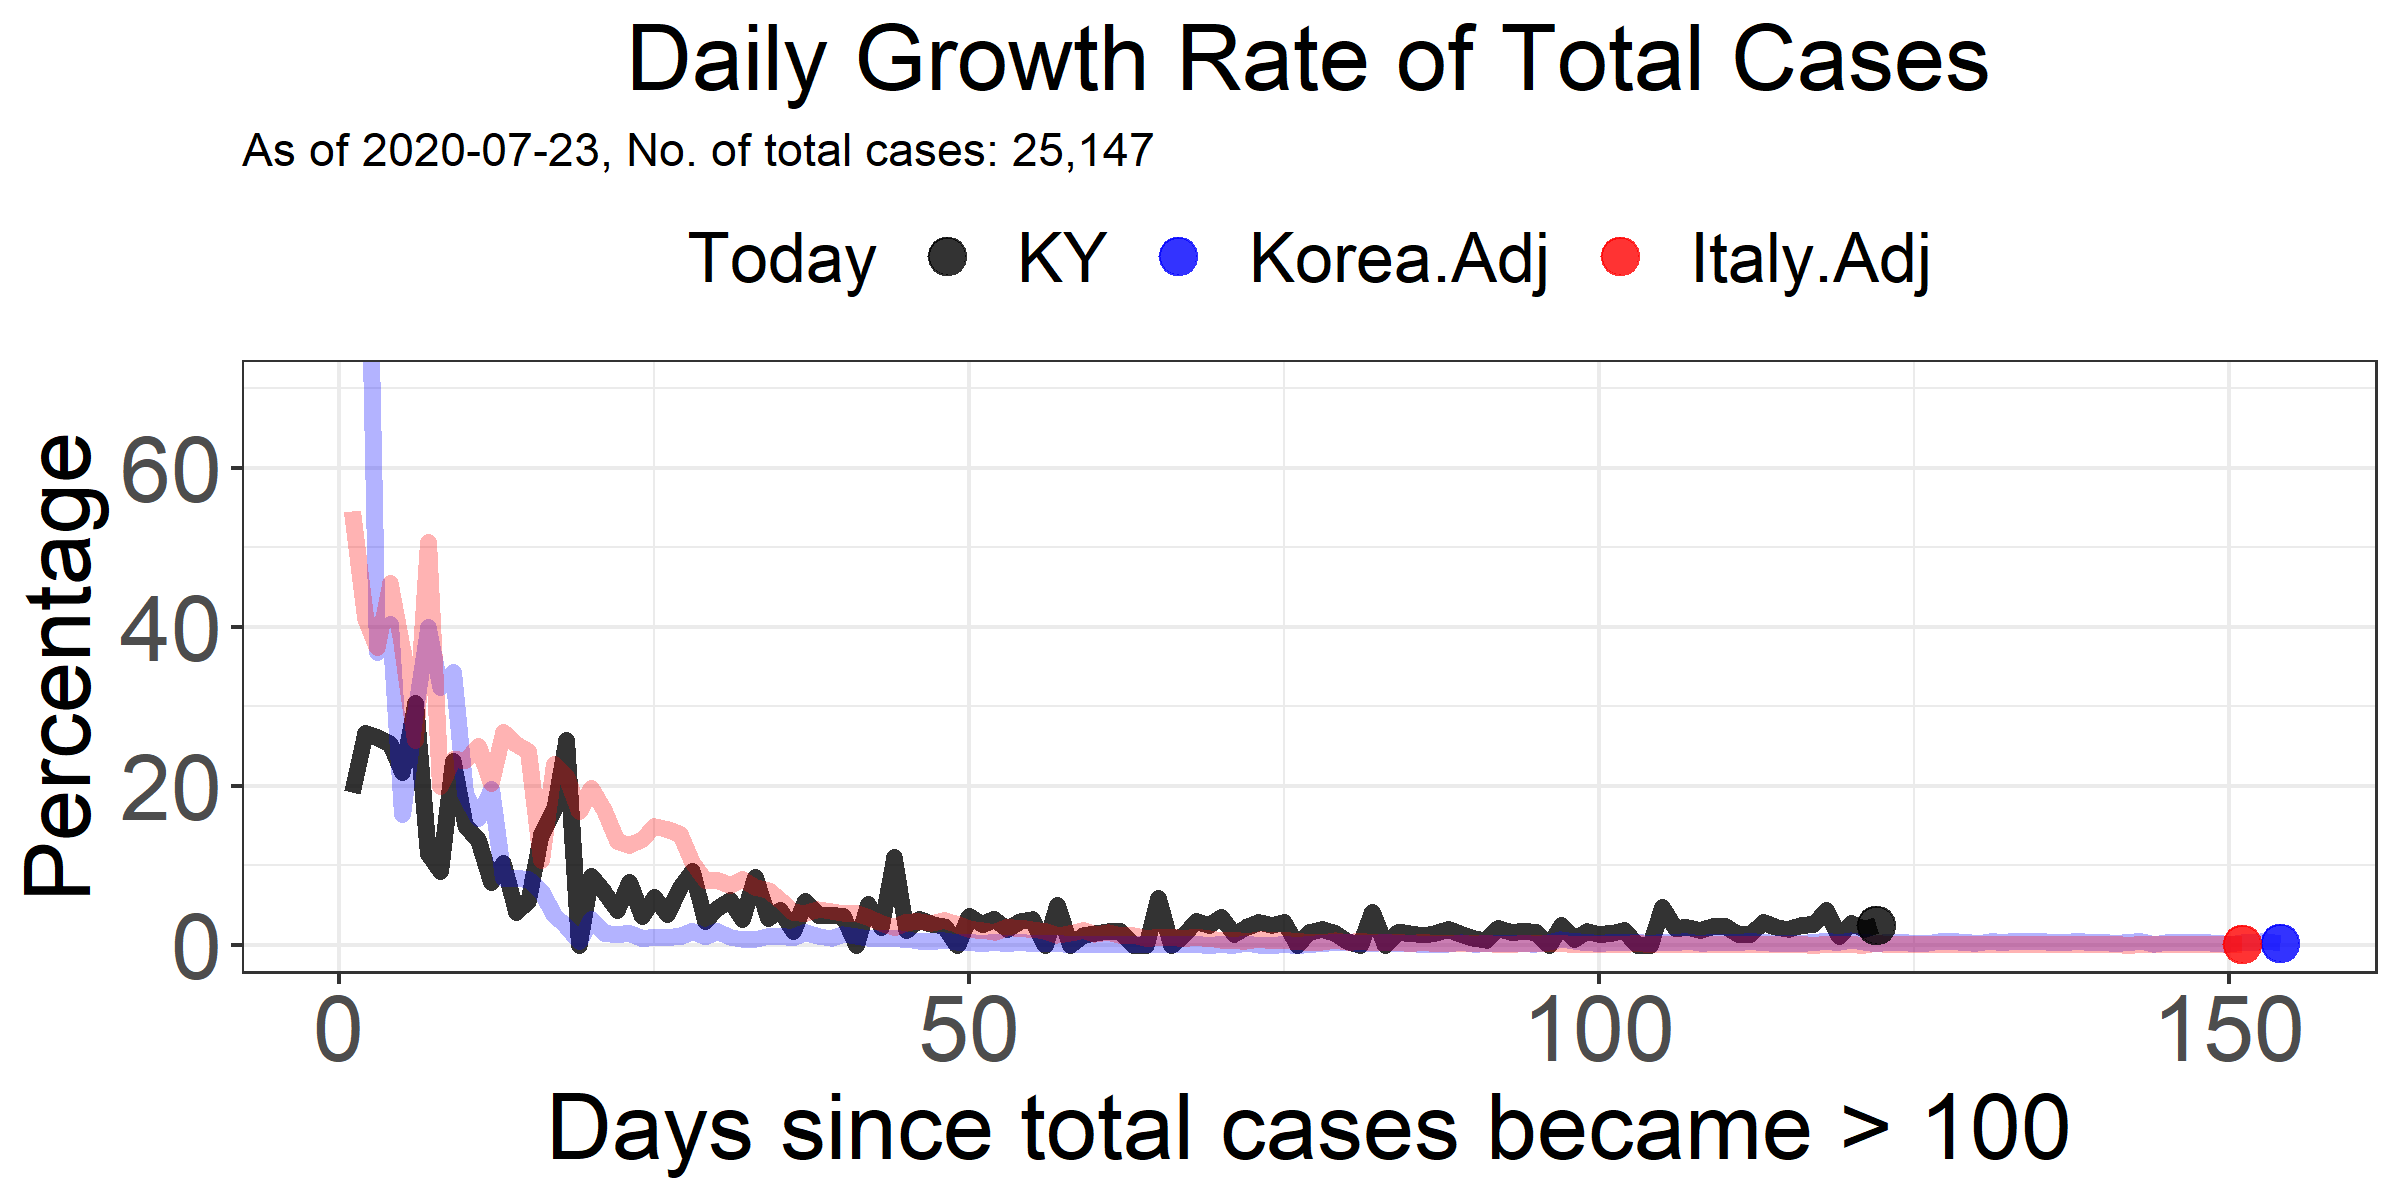 Daily Growth Rate of Total Cases
As of 2020-07-23, No. of total cases: 25,147
Today KY Korea.Adj Italy.Adj
Percentage
60
40
20
0
0 50 100 150
Days since total cases became > 100